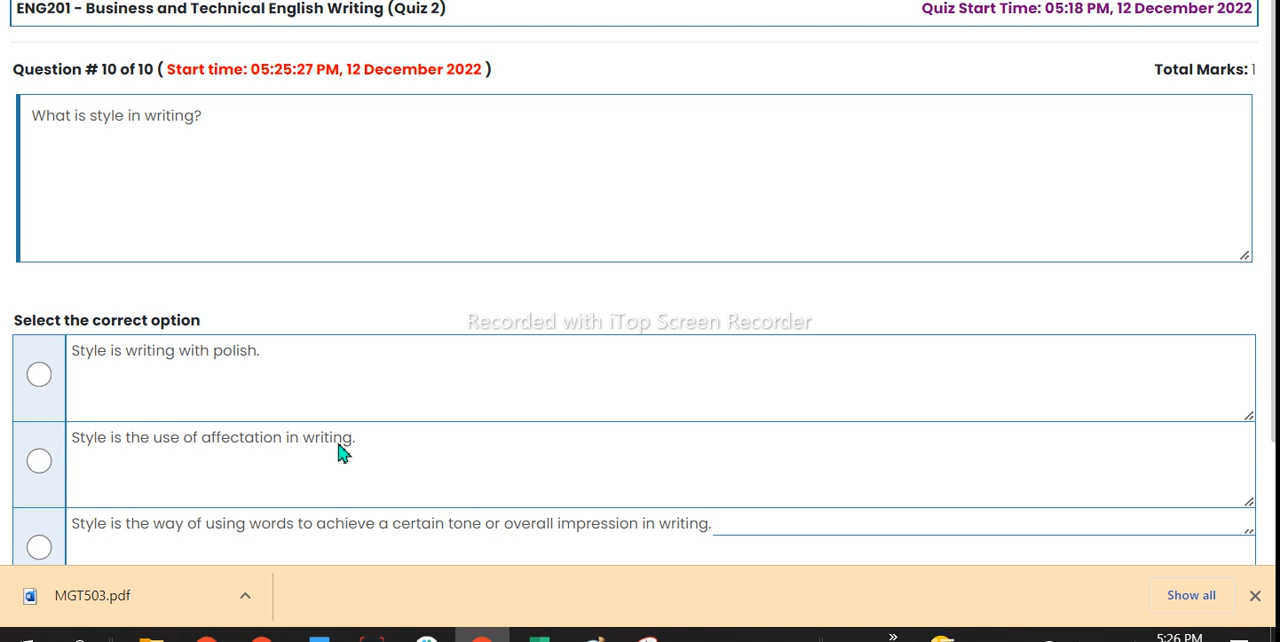 ENG201 - Business and Technical English Writing (Quiz 2)
Quiz Start Time: 05:18 PM, 12 December 2022
Question # 10 of 10 ( Start time: 05:25:27 PM, 12 December 2022 )
Total Marks: 1
What is style in writing?
Select the correct option
Recorded with iTop Screen Recorder
Style is writing with polish.
Style is the use of affectation in writing.
Style is the way of using words to achieve a certain tone or overall impression in writing.
MGT503.pdf
Show all
5:26 PM